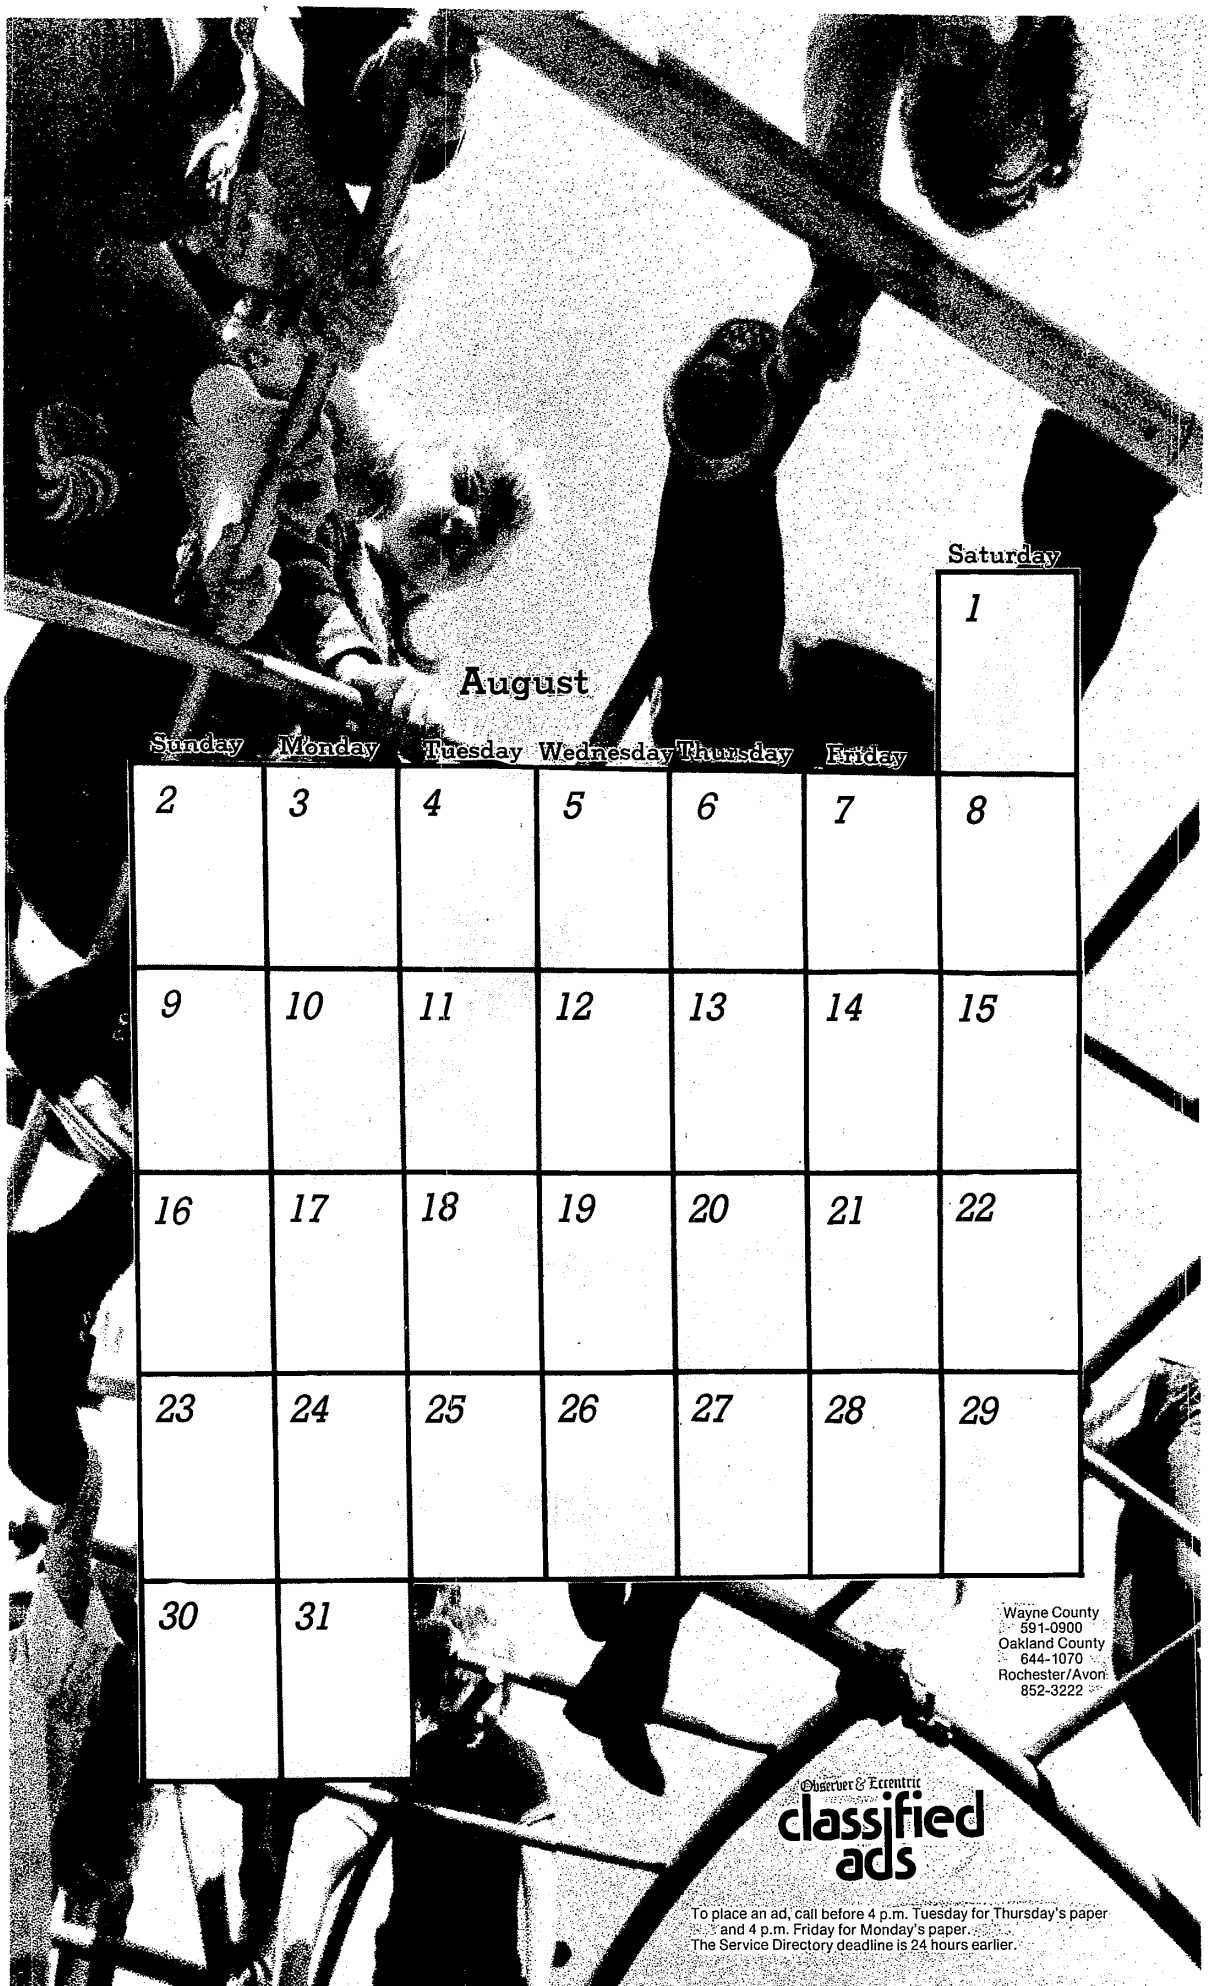 Saturday
1
August
Sunday Monday Tuesday Wednesday Thursday Friday
2 3 4 5 6 7 8
9 10 11 12 13 14 15
16 17 18 19 20 21 22
23 24 25 26 27 28 29
30 31
Wayne County
591-0900
Oakland County
644-1070
Rochester/Avon
852-3222
Observer & Eccentric
classified
ads
To place an ad, call before 4 p.m. Tuesday for Thursday's paper
and 4 p.m. Friday for Monday's paper.
The Service Directory deadline is 24 hours earlier.